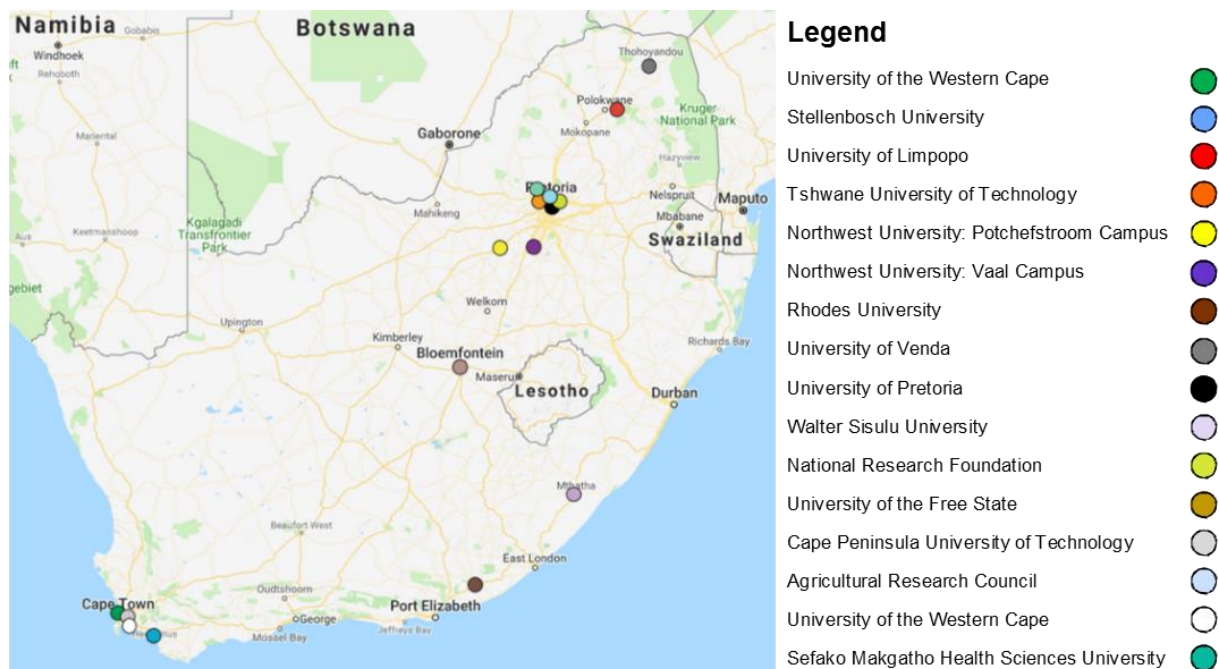 Namibia
Gobabis
Botswana
Windhoek
Rehoboth
Thohoyandou
Polokwane
Kruger
National Park
Mokopane
Mariental
Gaborone
Hazyview
Pretoria
Nelspruit
Maputo
Mahikeng
Mbabane
Kgalagadi
Transfrontier
Park
Aus
Keetmanshoop
Swaziland
Welkom
Upington
Kimberley
Richards Bay
Bloemfontein
Maseru
Lesotho
Durban
Mthatha
Beaufort West
East London
Oudtshoorn
Cape Town
Port Elizabeth
George
Jeffreys Bay
Mossel Bay
Legend
University of the Western Cape
Stellenbosch University
University of Limpopo
Tshwane University of Technology
Northwest University: Potchefstroom Campus
Northwest University: Vaal Campus
Rhodes University
University of Venda
University of Pretoria
Walter Sisulu University
National Research Foundation
University of the Free State
Cape Peninsula University of Technology
Agricultural Research Council
University of the Western Cape
Sefako Makgatho Health Sciences University